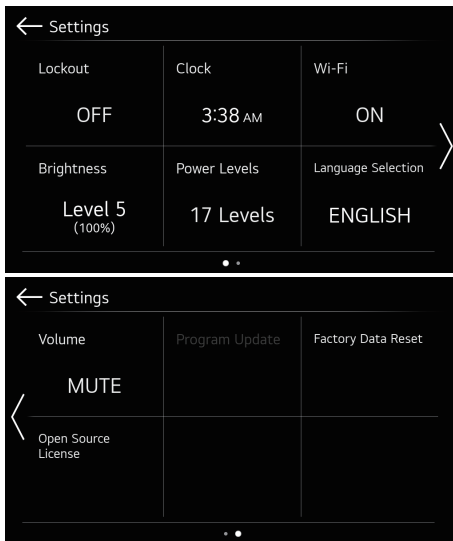 Settings
Lockout
Clock
Wi-Fi
OFF
3:38 AM
ON
Brightness
Power Levels
Language Selection
Level 5
(100%)
17 Levels
ENGLISH
Settings
Volume
Program Update
Factory Data Reset
MUTE
Open Source
License